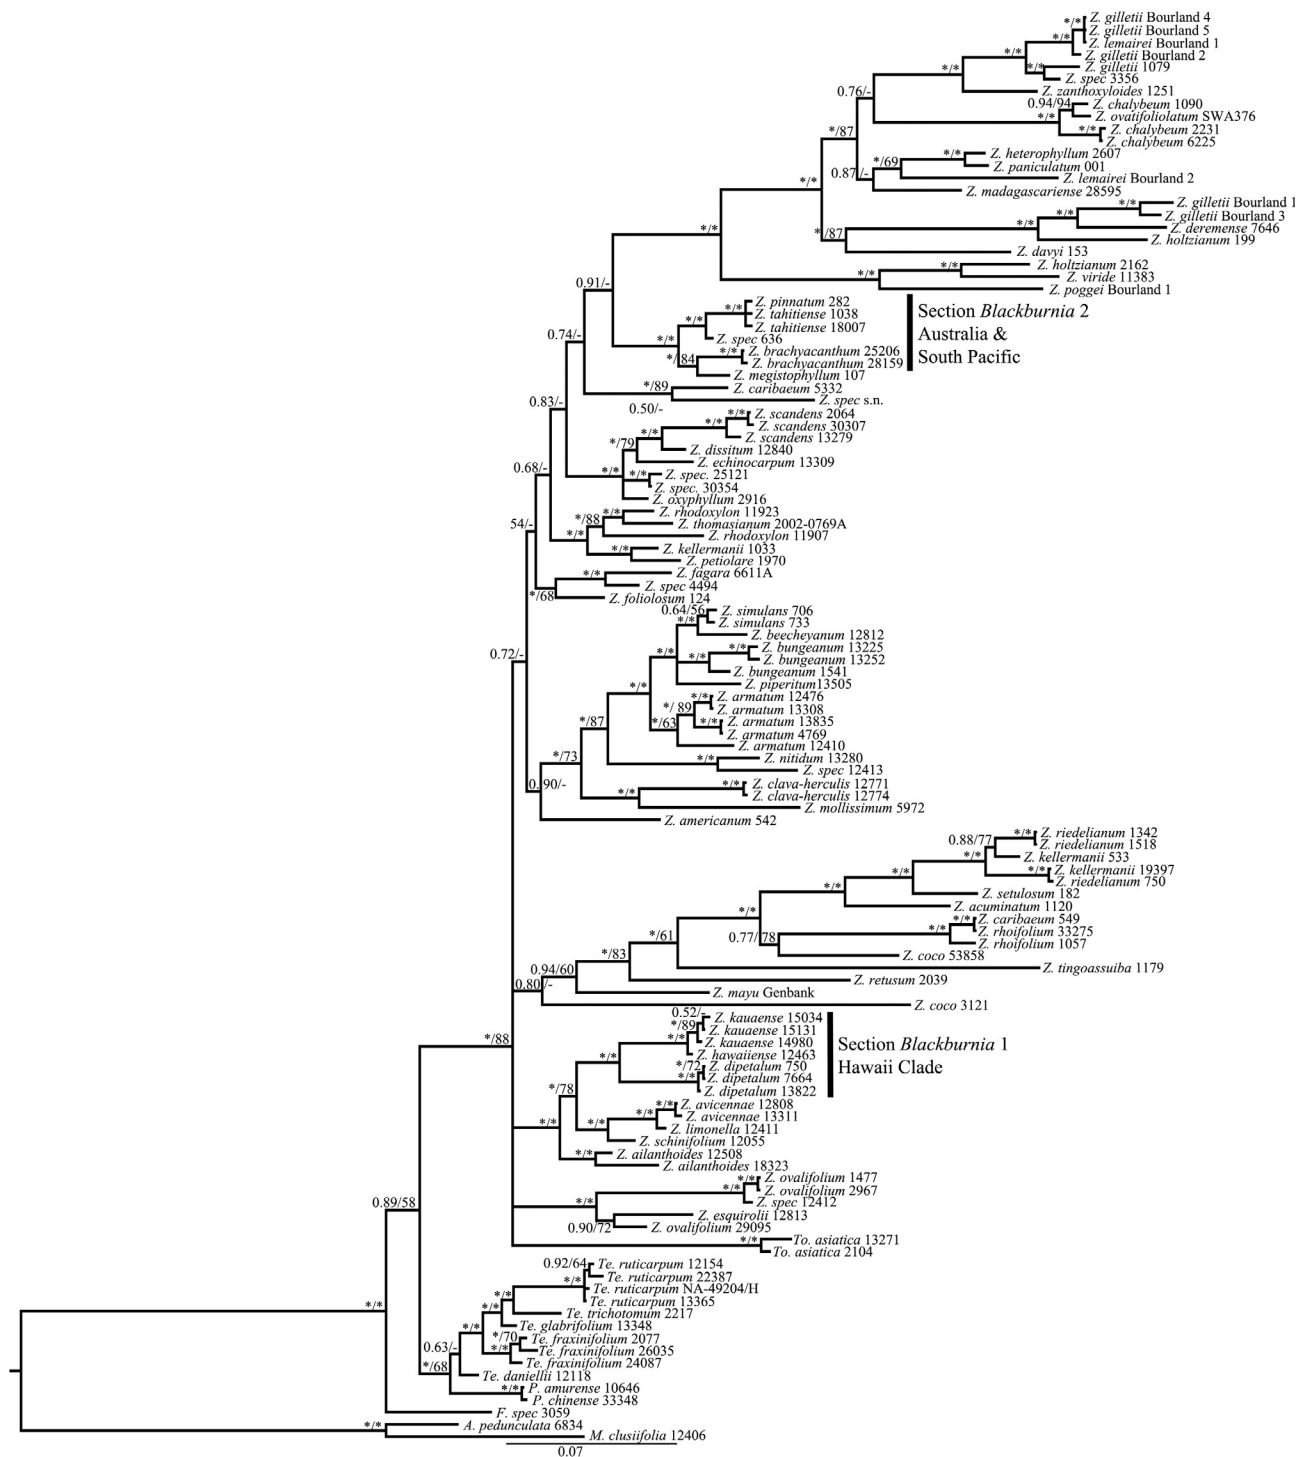 */* Z. gilletii Bourland 4
*/* Z. gilletii Bourland 5
*/* Z. lemairei Bourland 1
Z. gilletii Bourland 2
*/* Z. gilletii 1079
*/* Z. spec 3356
Z. zanthoxyloides 1251
0.76/-
0.94/94 Z. chalybeum 1090
*/* Z. ovatifoliolatum SWA376
*/* Z. chalybeum 2231
Z. chalybeum 6225
*/87
*/* Z. heterophyllum 2607
*/69 Z. paniculatum 001
0.87/- Z. lemairei Bourland 2
*/* Z. madagascariense 28595
*/* Z. gilletii Bourland 1
*/* Z. gilletii Bourland 3
*/* Z. deremense 7646
*/87 Z. holtzianum 199
*/* Z. davyi 153
*/* Z. holtzianum 2162
*/* Z. viride 11383
0.91/- Z. poggei Bourland 1
*/* Z. pinnatum 282
Z. tahitiense 1038
*/* Z. tahitiense 18007
0.74/- */* Z. spec 636
*/* Z. brachyacanthum 25206
*/84 Z. brachyacanthum 28159
Z. megistophyllum 107
Section Blackburnia 2
Australia &
South Pacific
*/89 Z. caribaeum 5332
0.83/- Z. spec s.n.
0.50/-
*/* Z. scandens 2064
*/* Z. scandens 30307
*/* Z. scandens 13279
*/79 Z. dissitum 12840
Z. echinocarpum 13309
0.68/- */* */* Z. spec. 25121
Z. spec. 30354
Z. oxyphyllum 2916
*/* Z. rhodoxylon 11923
54/- */88 Z. thomasianum 2002-0769A
*/* Z. rhodoxylon 11907
*/* Z. kellermanii 1033
Z. petiolare 1970
*/* Z. fagara 6611A
Z. spec 4494
*/68 Z. foliolosum 124
0.64/56 Z. simulans 706
*/* Z. simulans 733
Z. beecheyanum 12812
*/* Z. bungeanum 13225
0.72/- */* */* Z. bungeanum 13252
Z. bungeanum 1541
*/* Z. piperitum13505
*/* Z. armatum 12476
*/ 89 Z. armatum 13308
*/87 */63 */* Z. armatum 13835
Z. armatum 4769
Z. armatum 12410
*/73 */* Z. nitidum 13280
Z. spec 12413
0.90/- */* Z. clava-herculis 12771
*/* Z. clava-herculis 12774
Z. mollissimum 5972
Z. americanum 542
0.88/77 */* Z. riedelianum 1342
Z. riedelianum 1518
*/* Z. kellermanii 533
*/* Z. kellermanii 19397
*/* Z. riedelianum 750
*/* Z. setulosum 182
Z. acuminatum 1120
*/* */* Z. caribaeum 549
*/* Z. rhoifolium 33275
*/61 0.77/78 Z. rhoifolium 1057
*/83 Z. coco 53858
0.94/60 Z. tingoassuiba 1179
0.80/- Z. retusum 2039
Z. mayu Genbank
Z. coco 3121
0.52/- Z. kauaense 15034
*/89 Z. kauaense 15131
*/88 */* Z. kauaense 14980
*/* Z. hawaiiense 12463
*/72 Z. dipetalum 750
*/* Z. dipetalum 7664
*/78 Z. dipetalum 13822
Section Blackburnia 1
Hawaii Clade
*/* Z. avicennae 12808
*/* Z. avicennae 13311
*/* */* Z. limonella 12411
Z. schinifolium 12055
*/* Z. ailanthoides 12508
Z. ailanthoides 18323
*/* Z. ovalifolium 1477
*/* Z. ovalifolium 2967
*/* Z. spec 12412
0.89/58 Z. esquirolii 12813
0.90/72 Z. ovalifolium 29095
*/* To. asiatica 13271
To. asiatica 2104
0.92/64 Te. ruticarpum 12154
*/* Te. ruticarpum 22387
Te. ruticarpum NA-49204/H
*/* Te. ruticarpum 13365
*/* */* Te. trichotomum 2217
Te. glabrifolium 13348
*/* */70 Te. fraxinifolium 2077
*/* Te. fraxinifolium 26035
0.63/- Te. fraxinifolium 24087
*/68 Te. daniellii 12118
*/* P. amurense 10646
P. chinense 33348
F. spec 3059
*/* A. pedunculata 6834
M. clusiifolia 12406
0.07